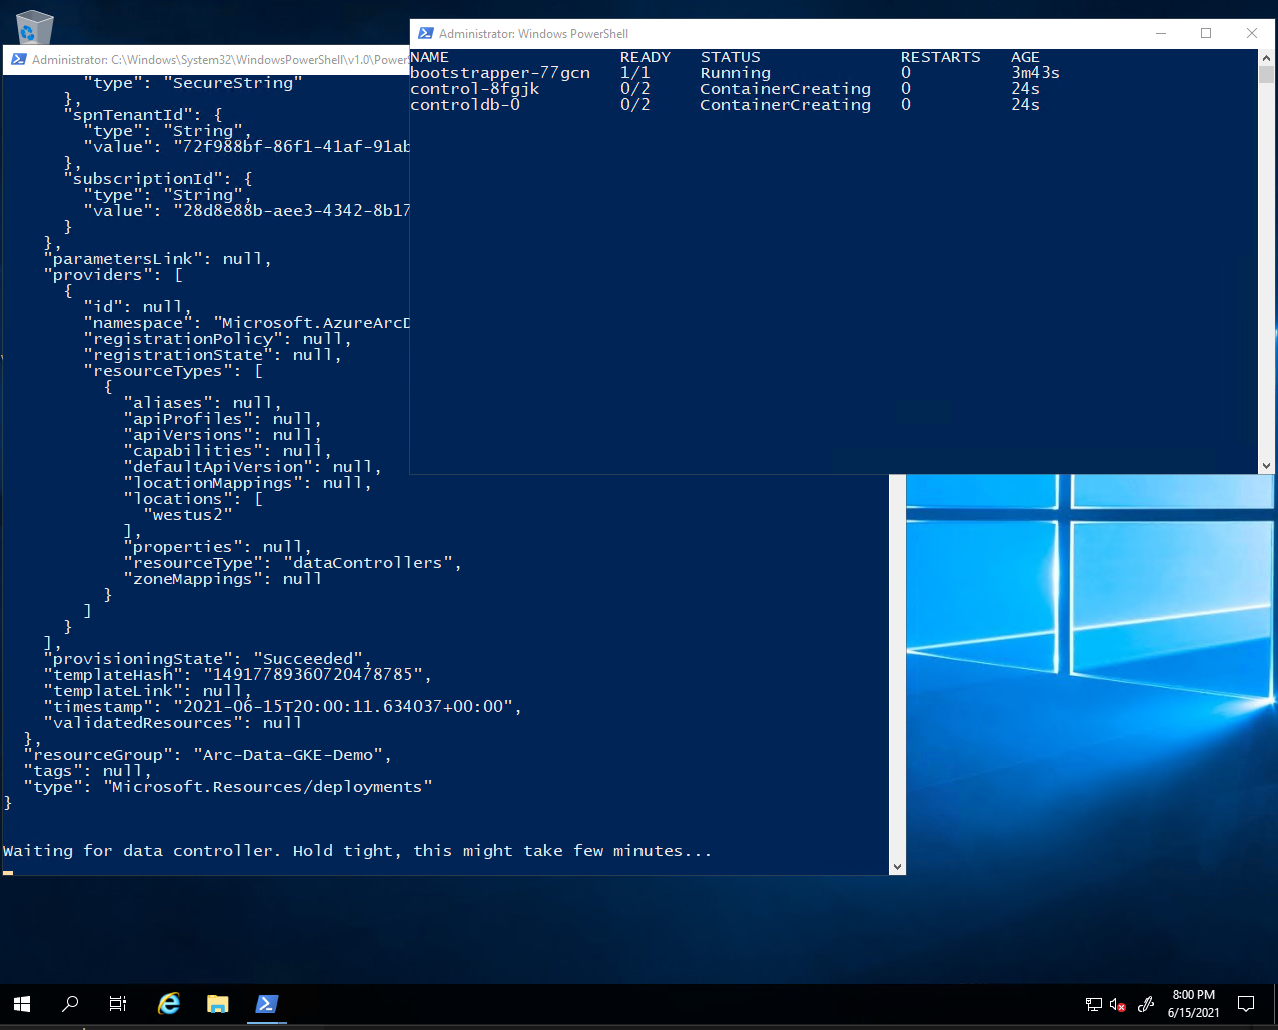 Administrator: Windows PowerShell
NAME READY STATUS RESTARTS AGE
bootstrapper-77gcn 1/1 Running 0 3m43s
control-8fgjk 0/2 ContainerCreating 0 24s
controldb-0 0/2 ContainerCreating 0 24s
Administrator: C:\Windows\System32\WindowsPowerShell\v1.0\Power
"type": "SecureString"
},
"spnTenantId": {
"type": "String",
"value": "72f988bf-86f1-41af-91ab
},
"subscriptionId": {
"type": "String",
"value": "28d8e88b-aee3-4342-8b17
}
},
"parametersLink": null,
"providers": [
{
"id": null,
"namespace": "Microsoft.AzureArcD
"registrationPolicy": null,
"registrationState": null,
"resourceTypes": [
{
"aliases": null,
"apiProfiles": null,
"apiVersions": null,
"capabilities": null,
"defaultApiVersion": null,
"locationMappings": null,
"locations": [
"westus2"
],
"properties": null,
"resourceType": "dataControllers",
"zoneMappings": null
}
]
}
],
"provisioningState": "Succeeded",
"templateHash": "14917789360720478785",
"templateLink": null,
"timestamp": "2021-06-15T20:00:11.634037+00:00",
"validatedResources": null
},
"resourceGroup": "Arc-Data-GKE-Demo",
"tags": null,
"type": "Microsoft.Resources/deployments"
}
Waiting for data controller. Hold tight, this might take few minutes...
8:00 PM
6/15/2021